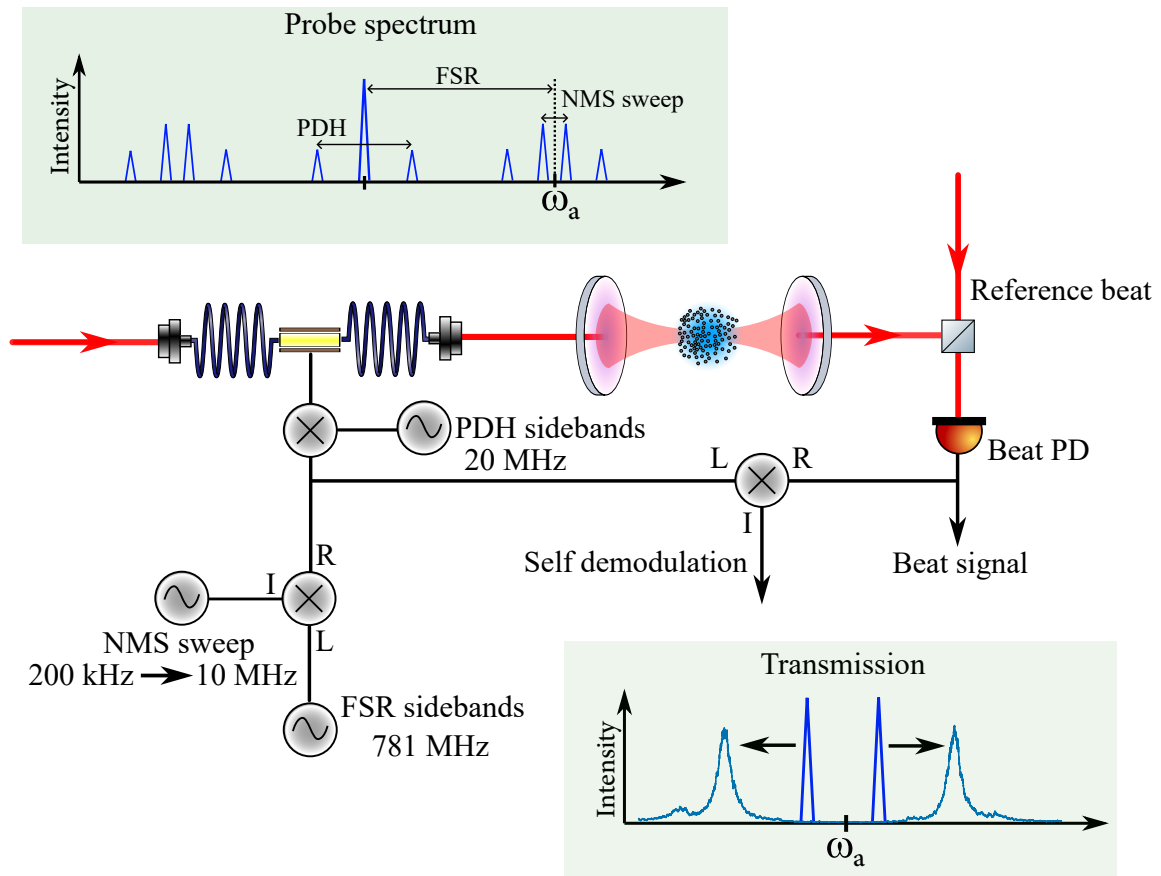 Probe spectrum
Intensity
FSR
NMS sweep
PDH
ωa
Reference beat
PDH sidebands
20 MHz
L
R
Beat PD
I
Self demodulation
Beat signal
R
I
L
NMS sweep
200 kHz
10 MHz
FSR sidebands
781 MHz
Transmission
Intensity
ωa